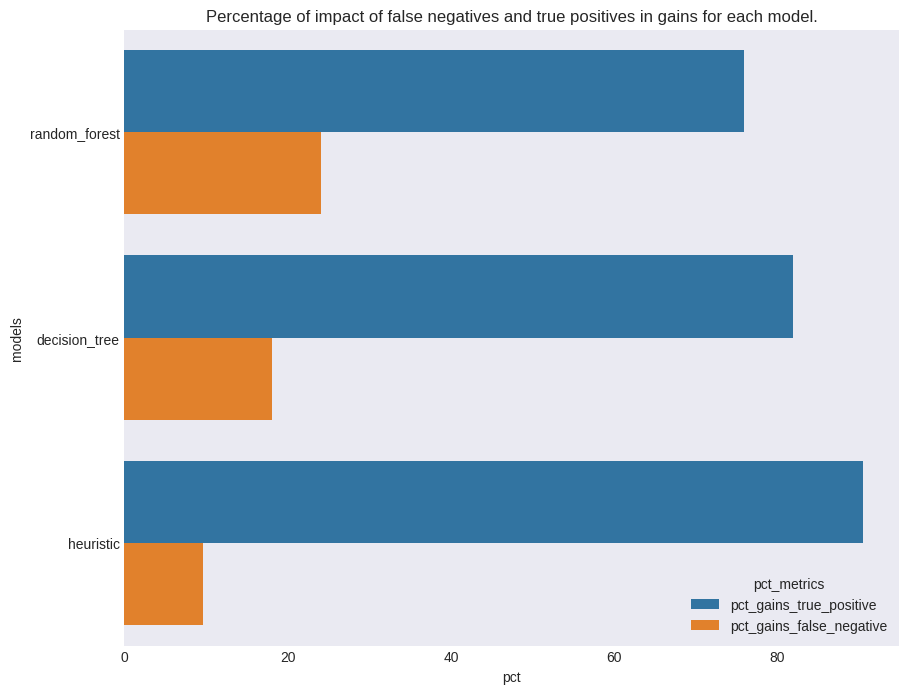 Percentage of impact of false negatives and true positives in gains for each model.
models
random_forest
decision_tree
heuristic
pct_metrics
pct_gains_true_positive
pct_gains_false_negative
0 20 40 60 80
pct